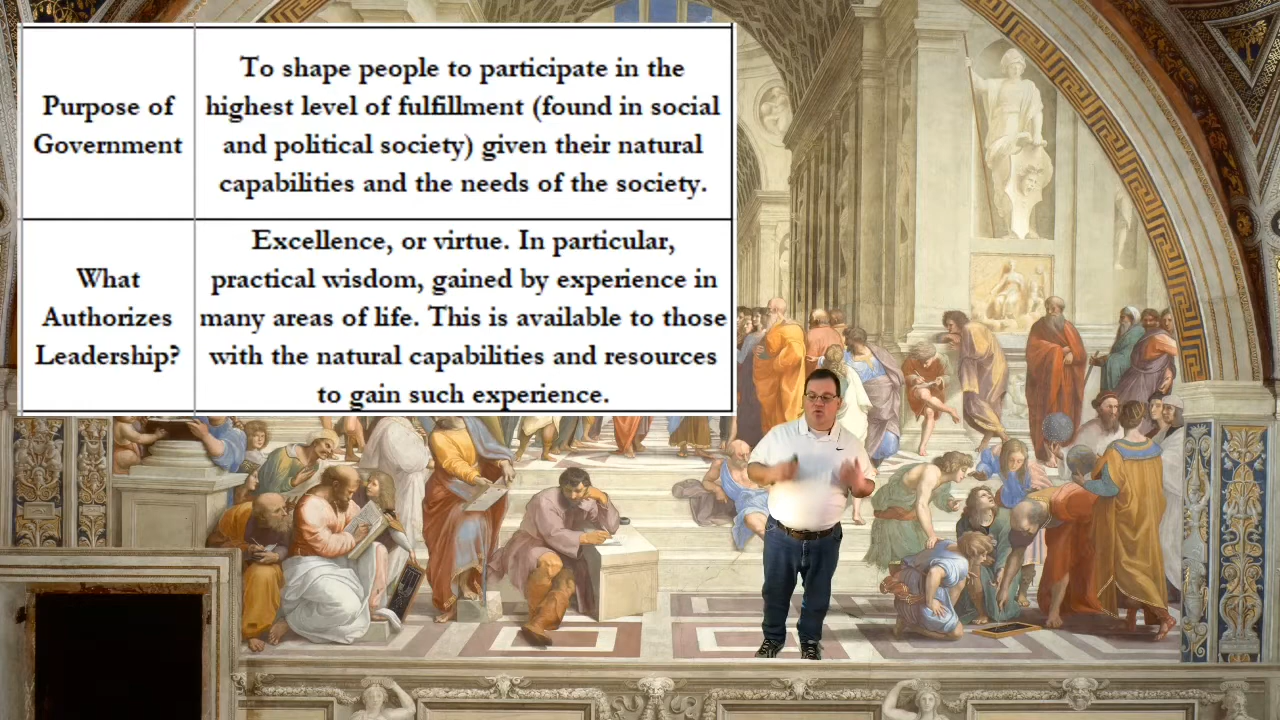 Purpose of
Government
To shape people to participate in the
highest level of fulfillment (found in social
and political society) given their natural
capabilities and the needs of the society.
What
Authorizes
Leadership?
Excellence, or virtue. In particular,
practical wisdom, gained by experience in
many areas of life. This is available to those
with the natural capabilities and resources
to gain such experience.